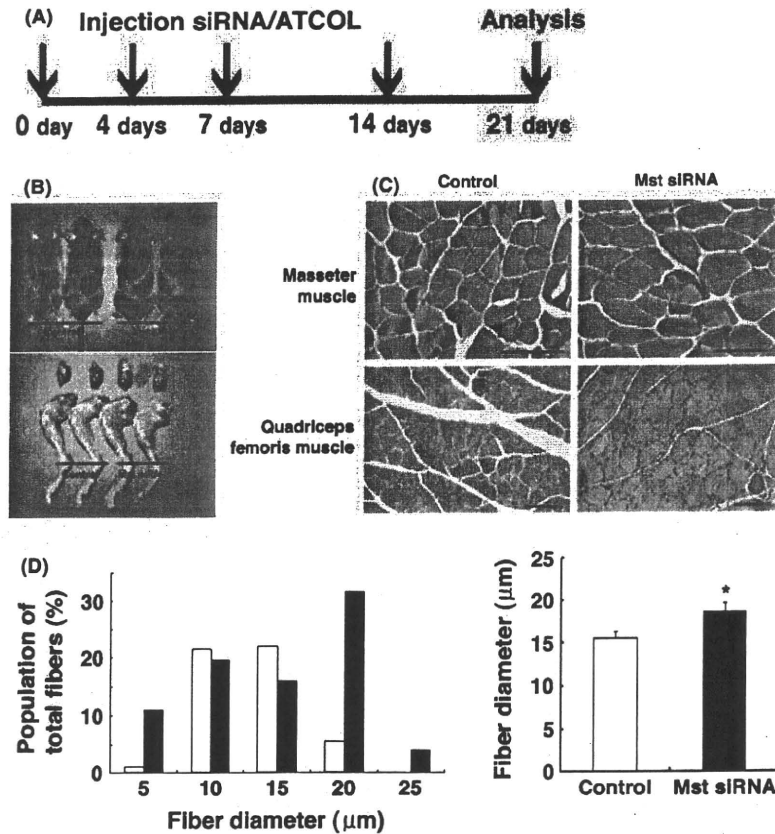 (A) Injection siRNA/ATCOL Analysis
0 day 4 days 7 days 14 days 21 days
(B)
(C) Control Mst siRNA
Masseter
muscle
Quadriceps
femoris muscle
(D)
Population of
total fibers (%)
30
20
10
0
5 10 15 20 25
Fiber diameter (μm)
Fiber diameter (μm)
25
20
15
10
5
0
*
Control Mst siRNA